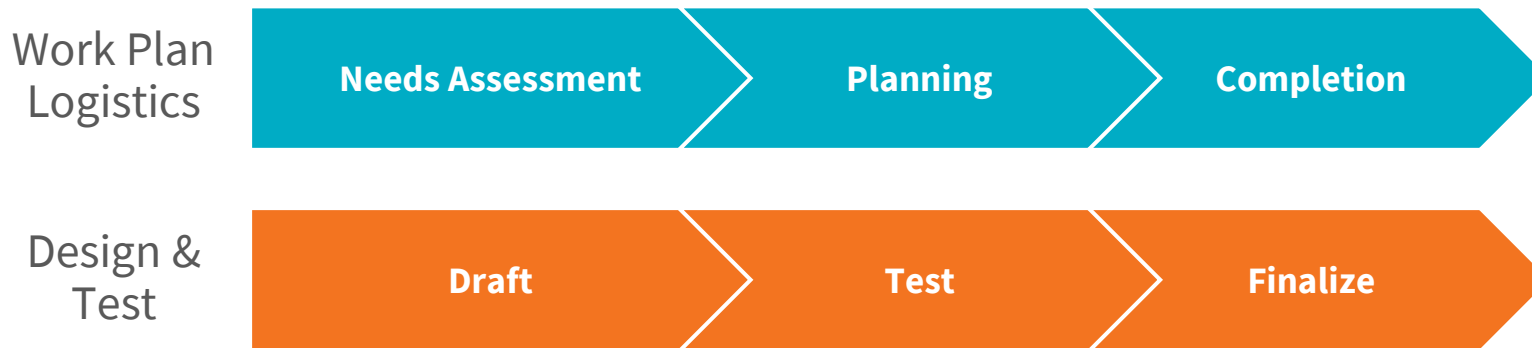 Work Plan
Logistics
Needs Assessment
Planning
Completion
Design &
Test
Draft
Test
Finalize